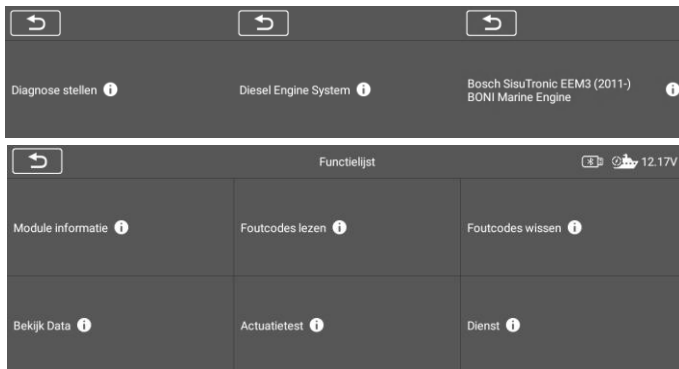 Diagnose stellen
Diesel Engine System
Bosch SisuTronic EEM3 (2011-)
BONI Marine Engine
Functielijst
12.17V
Module informatie
Foutcodes lezen
Foutcodes wissen
Bekijk Data
Actuatietest
Dienst